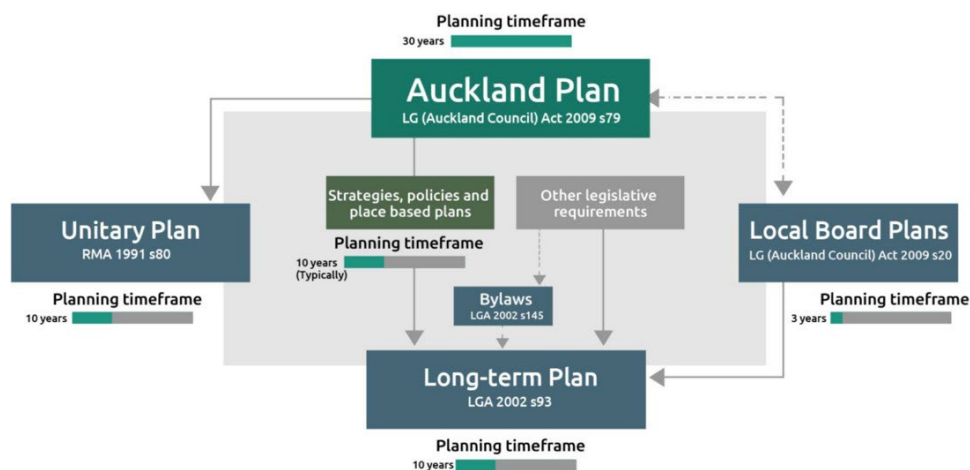 Planning timeframe
30 years
Auckland Plan
LG (Auckland Council) Act 2009 s79
Strategies, policies and
place based plans
Other legislative
requirements
Unitary Plan
RMA 1991 s80
Local Board Plans
LG (Auckland Council) Act 2009 s20
Planning timeframe
10 years
(Typically)
Planning timeframe
10 years
Bylaws
LGA 2002 s145
Planning timeframe
3 years
Long-term Plan
LGA 2002 s93
Planning timeframe
10 years